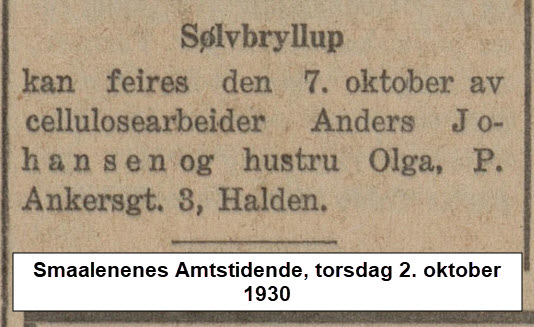 Sølvbryllup
kan feires den 7. oktober av
cellulosearbeider Anders Jo-
hansen og hustru Olga, P.
Ankersgt. 3, Halden.
Smaalenenes Amtstidende, torsdag 2. oktober
1930